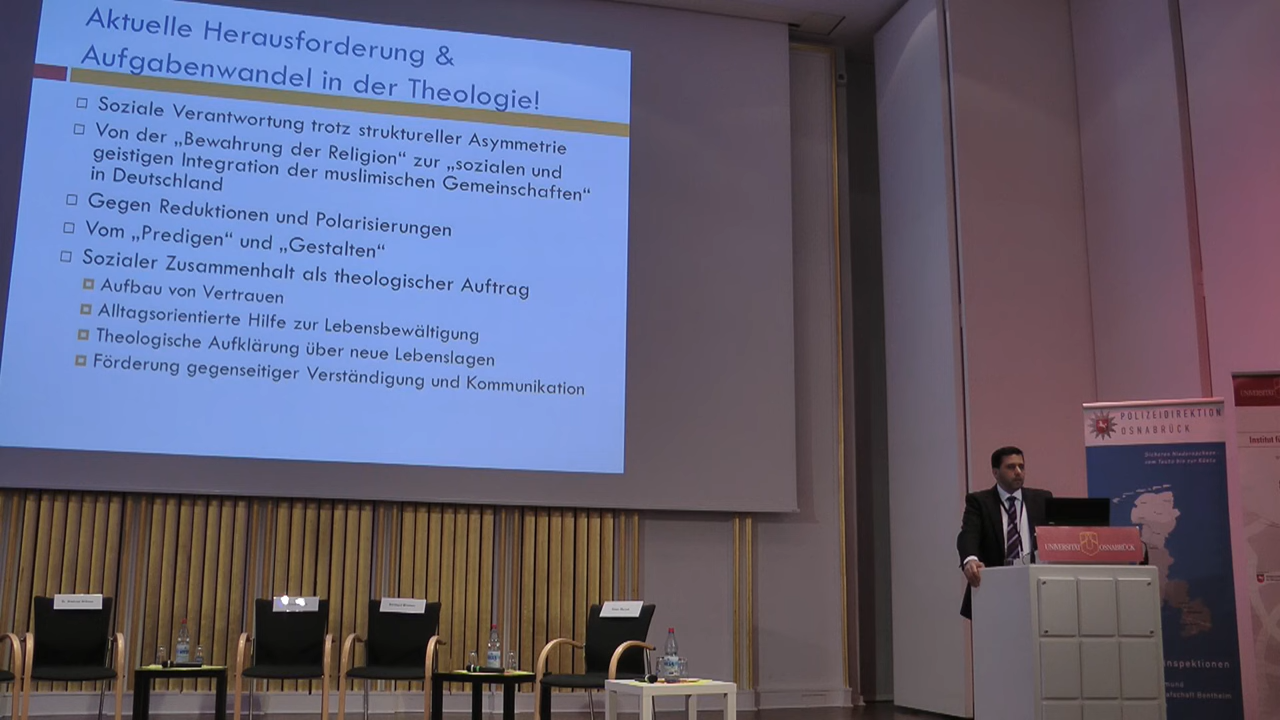 Aktuelle Herausforderung &
Aufgabenwandel in der Theologie!
Soziale Verantwortung trotz struktureller Asymmetrie
Von der „Bewahrung der Religion“ zur „sozialen und
geistigen Integration der muslimischen Gemeinschaften“
in Deutschland
Gegen Reduktionen und Polarisierungen
Vom „Predigen“ und „Gestalten“
Sozialer Zusammenhalt als theologischer Auftrag
Aufbau von Vertrauen
Alltagsorientierte Hilfe zur Lebensbewältigung
Theologische Aufklärung über neue Lebenslagen
Förderung gegenseitiger Verständigung und Kommunikation
POLIZEIDIREKTION
OSNABRÜCK
UNIVERSITÄT
Institut
UNIVERSITÄT OSNABRÜCK